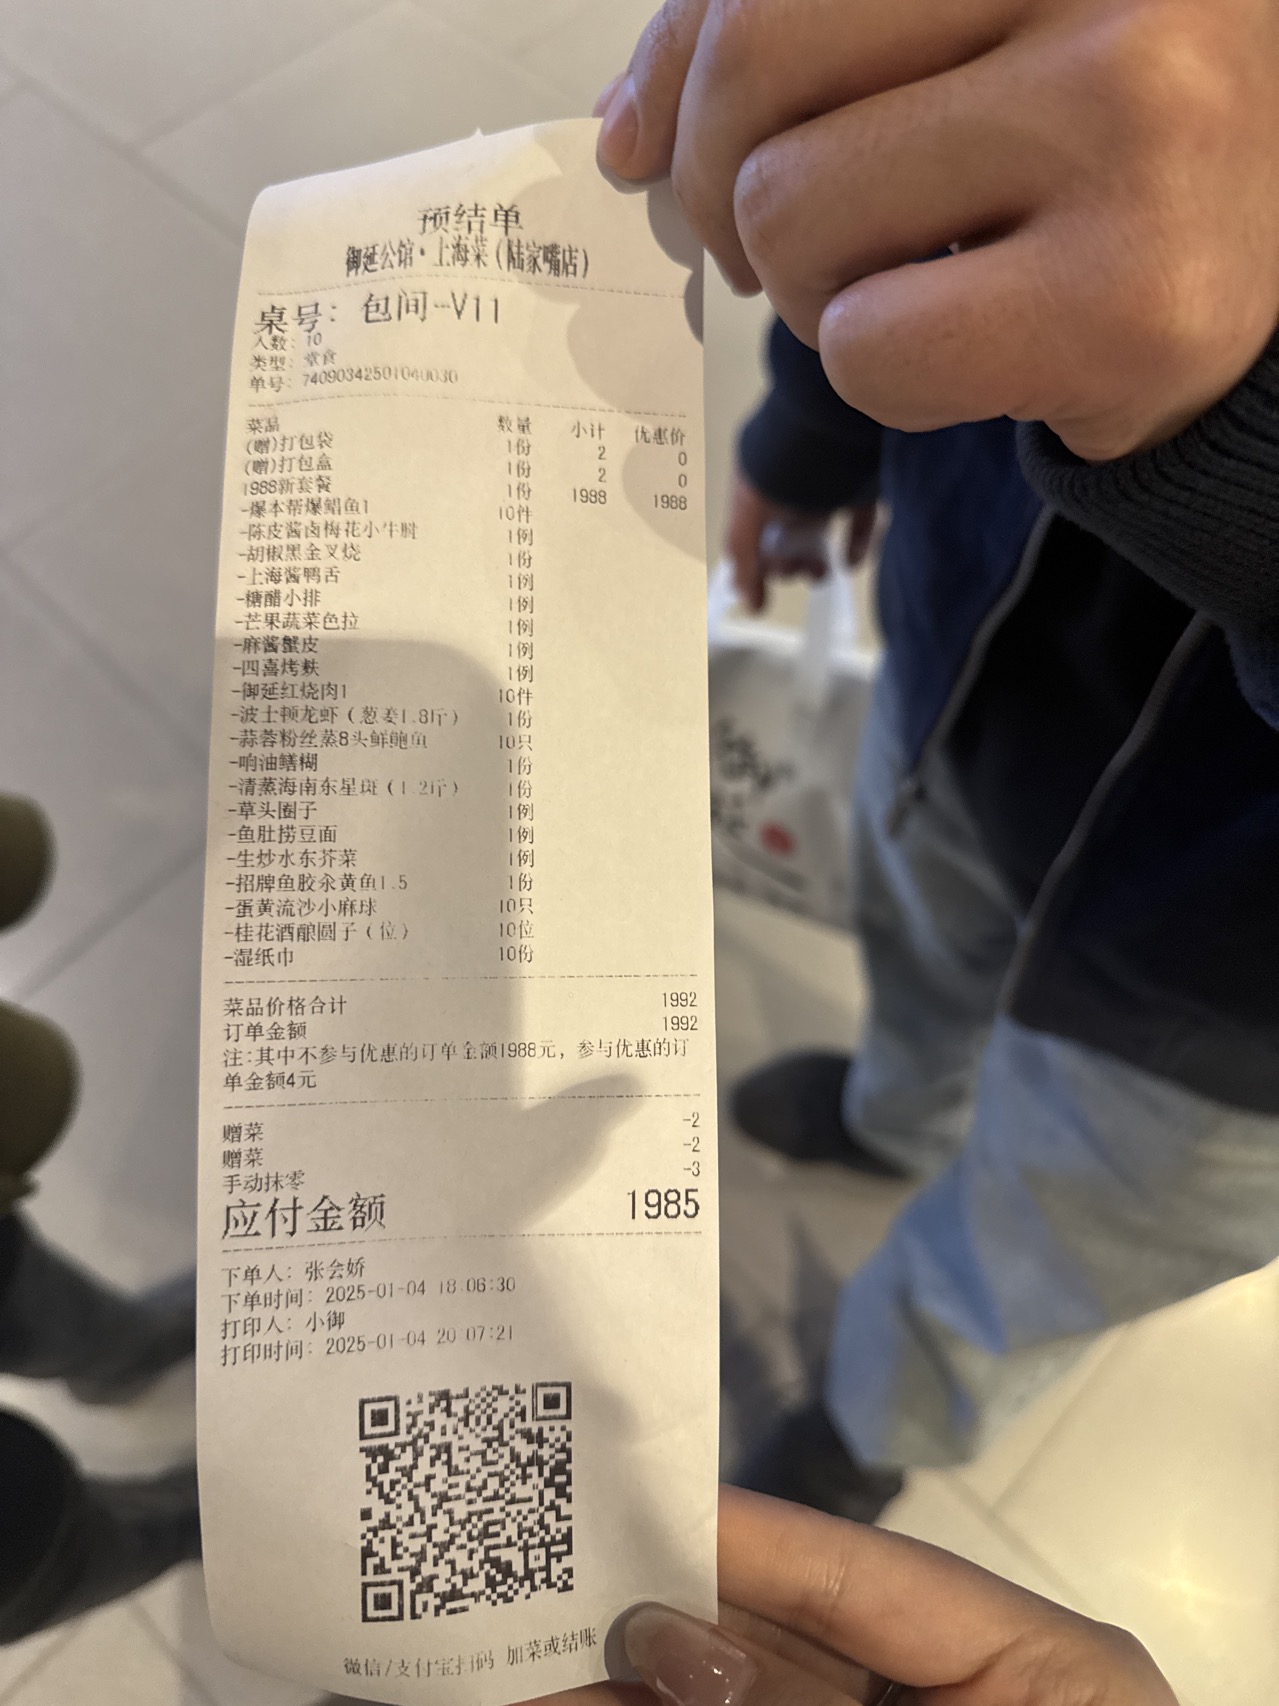 预结单
御延公馆·上海菜(陆家嘴店)
桌号: 包间--V11
人数: 10
类型: 堂食
单号: 74090342501040030
菜品 数量 小计 优惠价
(赠)打包袋 1份 2 0
(赠)打包盒 1份 2 0
1988新套餐 1份 1988 1988
-爆本帮爆鲳鱼1 10件
-陈皮酱卤梅花小牛腱 1例
-胡椒黑金叉烧 1份
-上海酱鸭舌 1例
-糖醋小排 1例
-芒果蔬菜色拉 1例
-麻酱蟹皮 1例
-四喜烤麸 1例
-御延红烧肉1 10件
-波士顿龙虾(葱姜1.8斤) 1份
-蒜蓉粉丝蒸8头鲜鲍鱼 10只
-响油鳝糊 1份
-清蒸海南东星斑(1.2斤) 1份
-草头圈子 1例
-鱼肚捞豆面 1例
-生炒水东芥菜 1例
-招牌鱼胶氽黄鱼1.5 1份
-蛋黄流沙小麻球 10只
-桂花酒酿圆子(位) 10位
-湿纸巾 10份
菜品价格合计 1992
订单金额 1992
注:其中不参与优惠的订单金额1988元, 参与优惠的订
单金额4元
赠菜 -2
赠菜 -2
手动抹零 -3
应付金额 1985
下单人: 张会娇
下单时间: 2025-01-04 18:06:30
打印人: 小御
打印时间: 2025-01-04 20:07:21
微信/支付宝扫码 加菜或结账